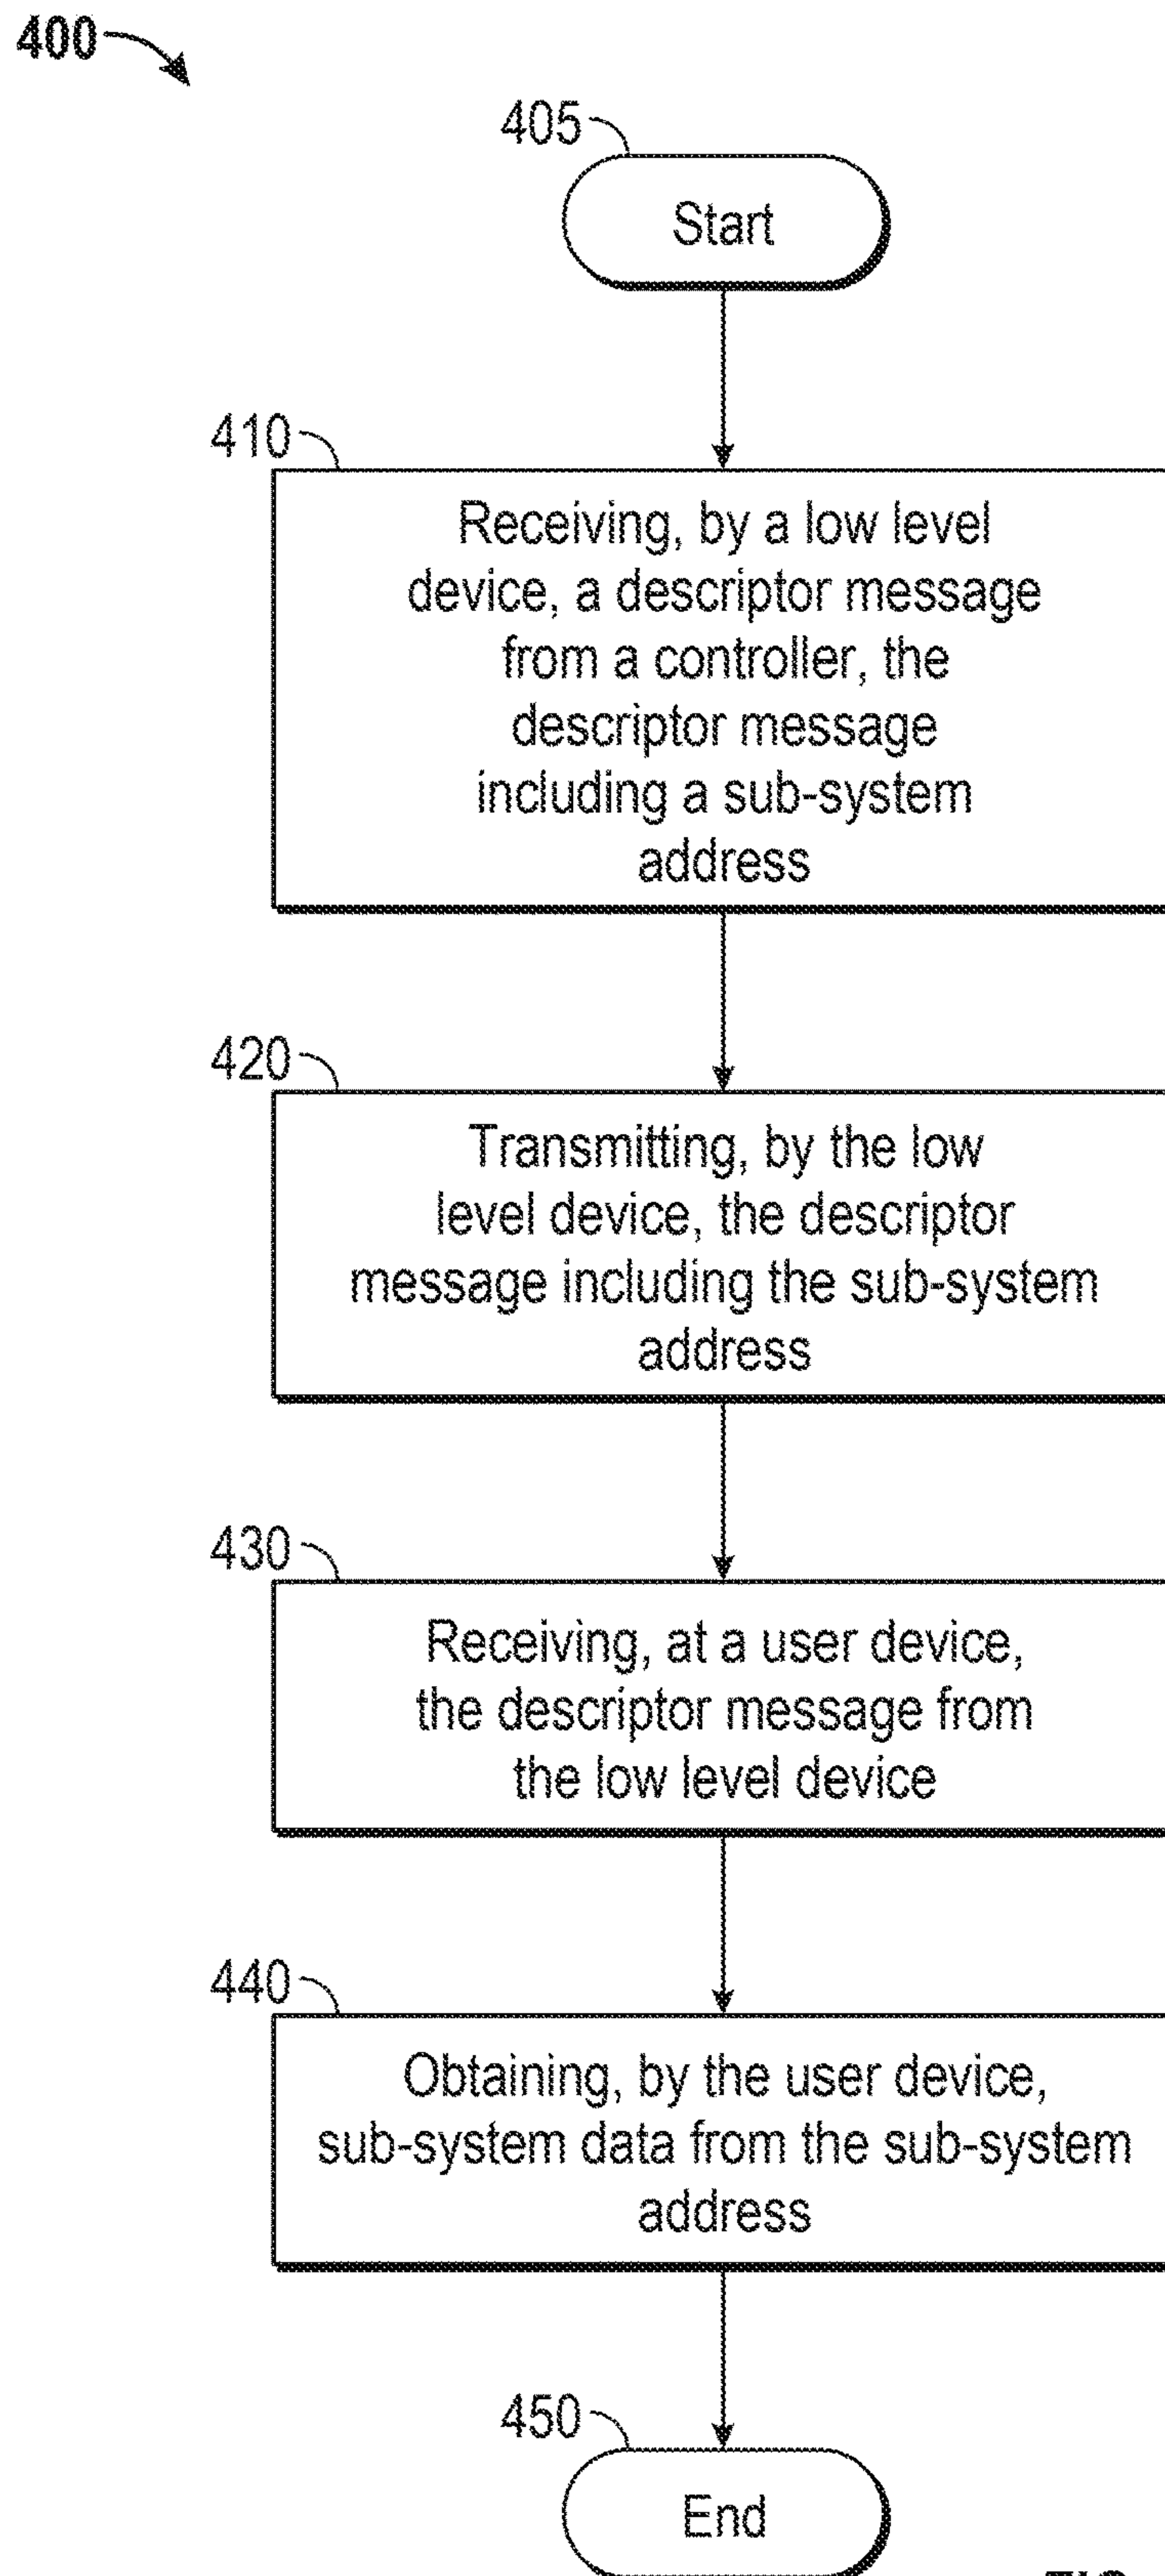 400
405
Start
410
Receiving, by a low level
device, a descriptor message
from a controller, the
descriptor message
including a sub-system
address
420
Transmitting, by the low
level device, the descriptor
message including the sub-system
address
430
Receiving, at a user device,
the descriptor message from
the low level device
440
Obtaining, by the user device,
sub-system data from the sub-system
address
450
End